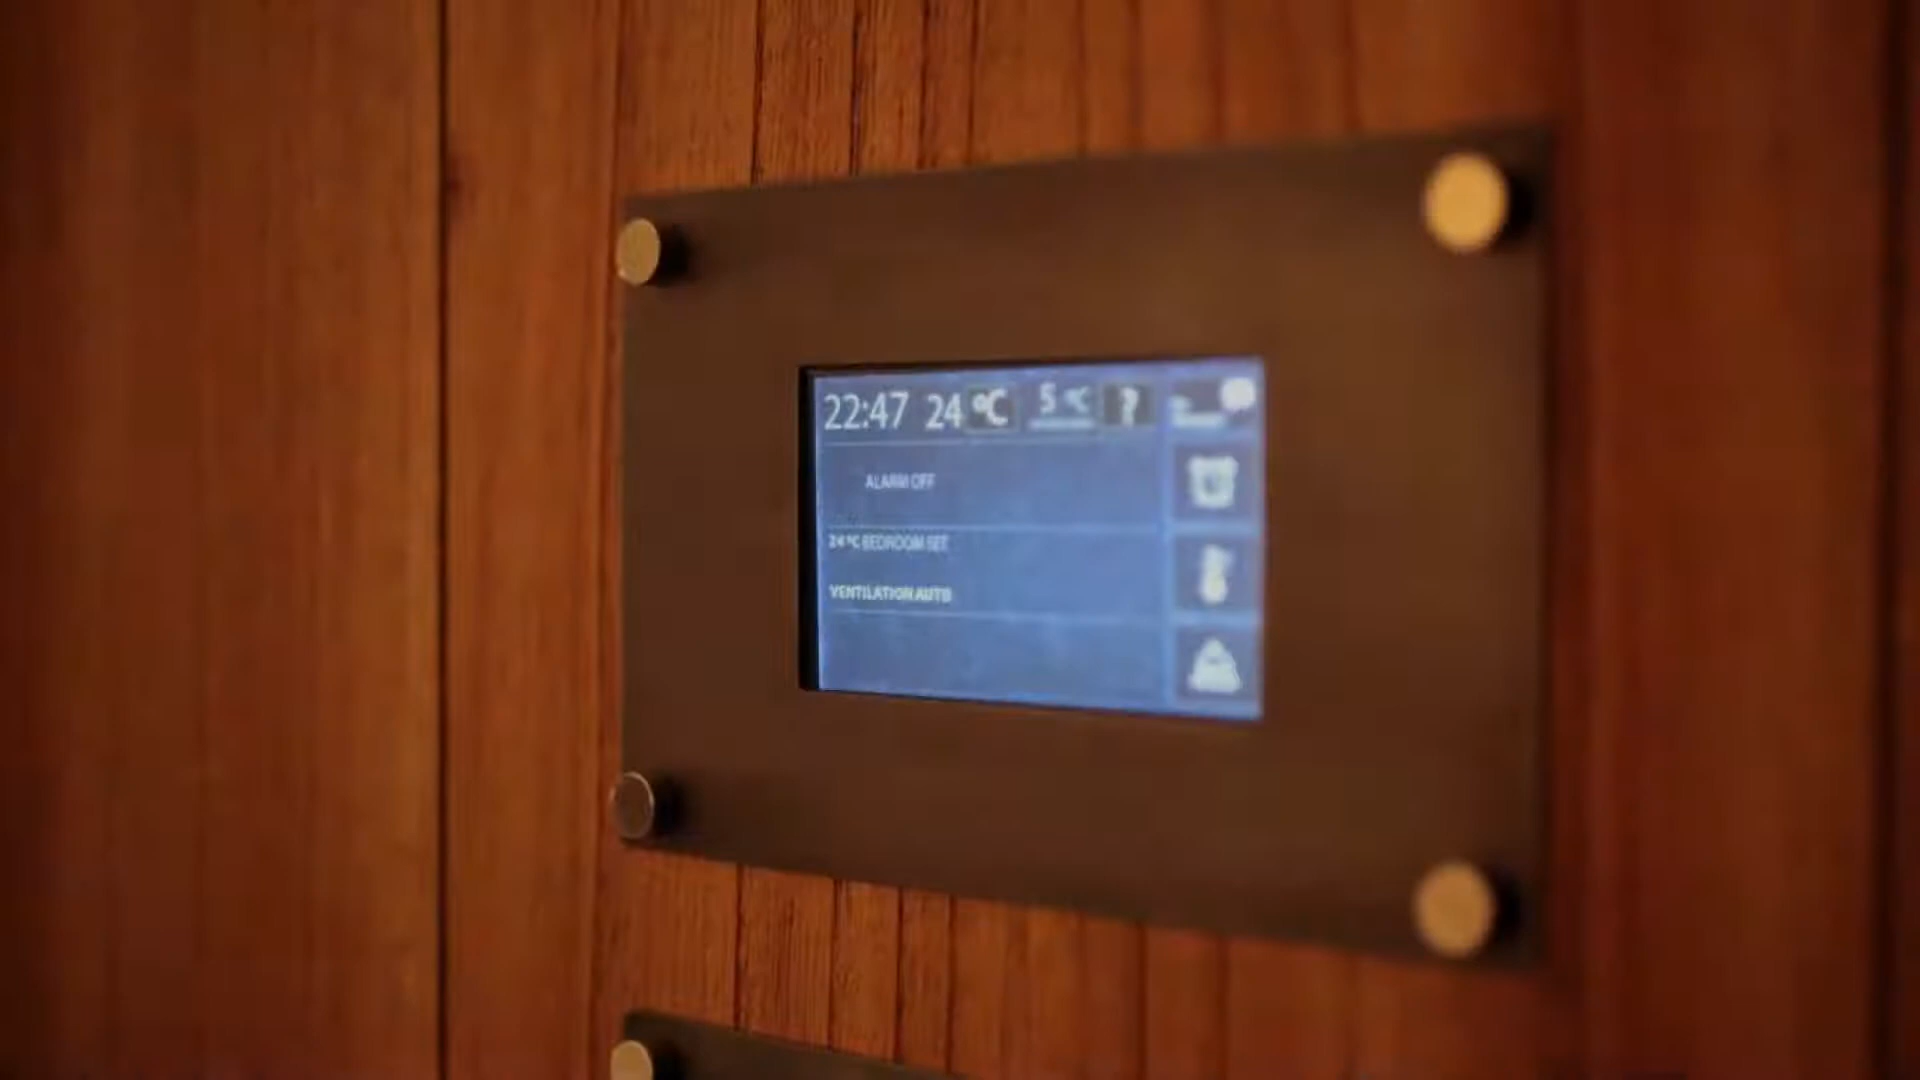 22:47 24 °C 5 °C ?
ALARM OFF
24 °C BEDROOM SET
VENTILATION AUTO